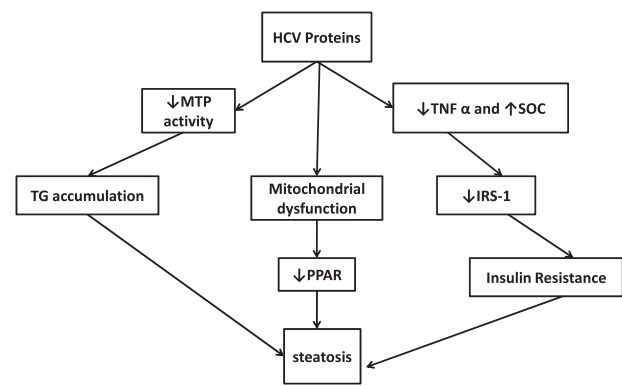 HCV Proteins
↓MTP
activity
↓TNF α and ↑SOC
TG accumulation
Mitochondrial
dysfunction
↓IRS-1
↓PPAR
Insulin Resistance
steatosis